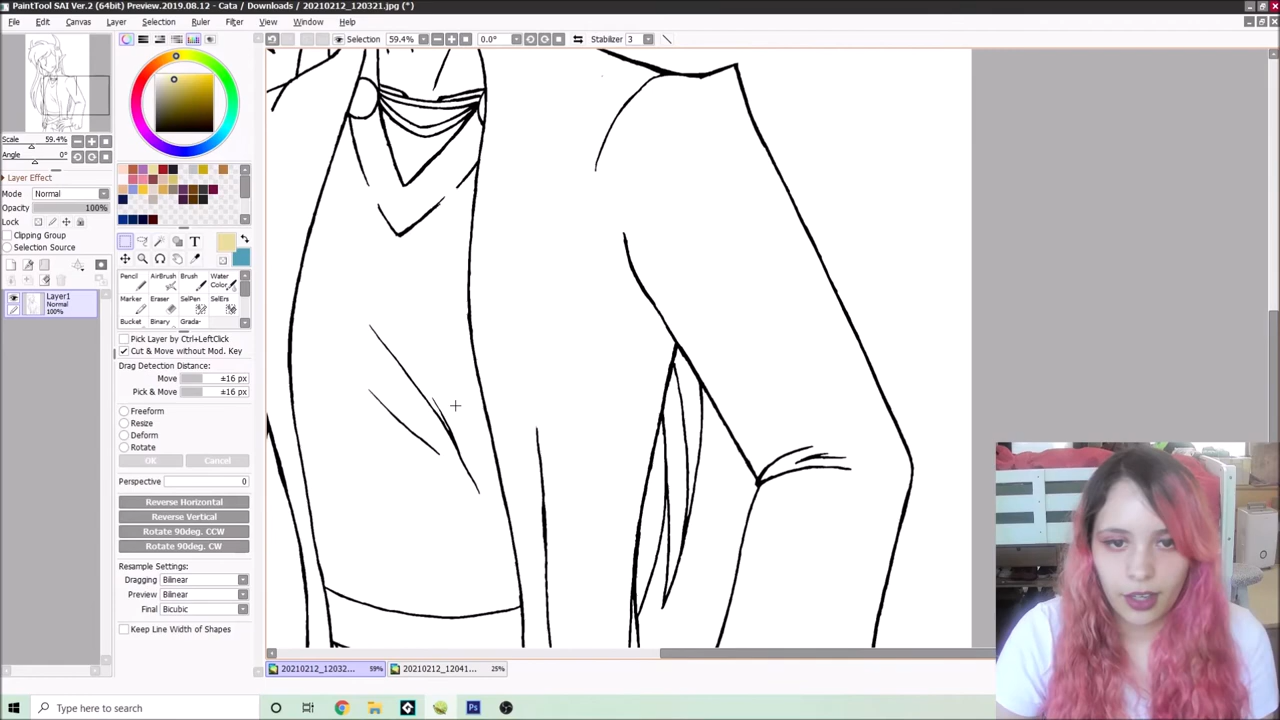 PaintTool SAI Ver.2 (64bit) Preview.2019.08.12 - Cata / Downloads / 20210212_120321.jpg (*)
File Edit Canvas Layer Selection Ruler Filter View Window Help
Selection 59.4% 0.0° Stabilizer 3
Scale 59.4%
Angle 0°
Layer Effect
Mode Normal
Opacity 100%
Lock
Clipping Group
Selection Source
Layer1
Normal
100%
T
Pencil AirBrush Brush Water Color
Marker Eraser SelPen SelErs
Bucket Binary Grada-
Pick Layer by Ctrl+LeftClick
Cut & Move without Mod. Key
Drag Detection Distance:
Move ±16 px
Pick & Move ±16 px
Freeform
Resize
Deform
Rotate
OK Cancel
Perspective 0
Reverse Horizontal
Reverse Vertical
Rotate 90deg. CCW
Rotate 90deg. CW
Resample Settings:
Dragging Bilinear
Preview Bilinear
Final Bicubic
Keep Line Width of Shapes
20210212_12032... 59% 20210212_12041... 25%
Type here to search Ps